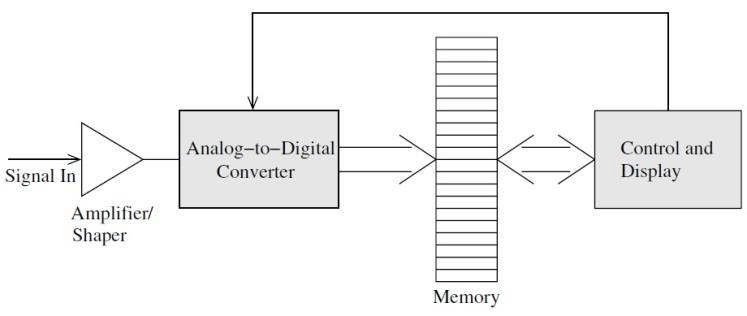 Signal In
Amplifier/
Shaper
Analog−to−Digital
Converter
Memory
Control and
Display